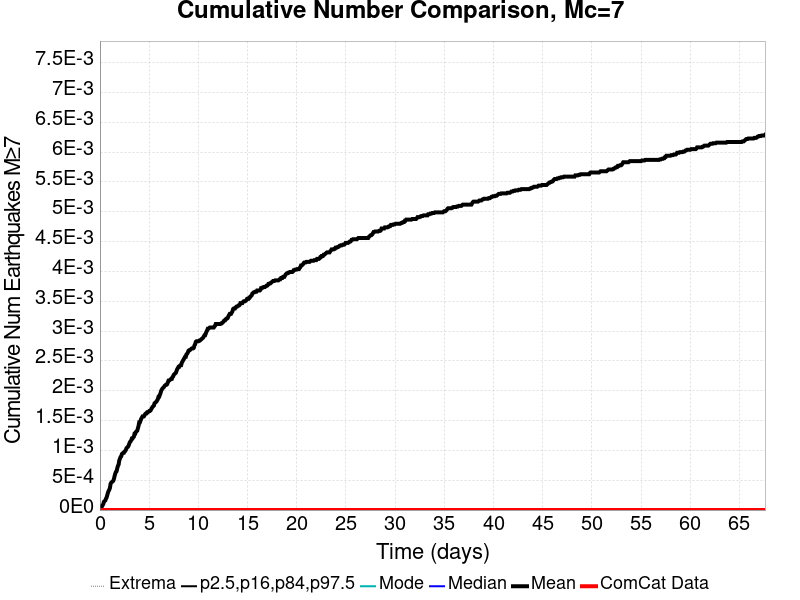 Cumulative Number Comparison, Mc=7
Cumulative Num Earthquakes M≥7
7.5E-3
7E-3
6.5E-3
6E-3
5.5E-3
5E-3
4.5E-3
4E-3
3.5E-3
3E-3
2.5E-3
2E-3
1.5E-3
1E-3
5E-4
0E0
0 5 10 15 20 25 30 35 40 45 50 55 60 65
Time (days)
Extrema p2.5,p16,p84,p97.5 Mode Median Mean ComCat Data